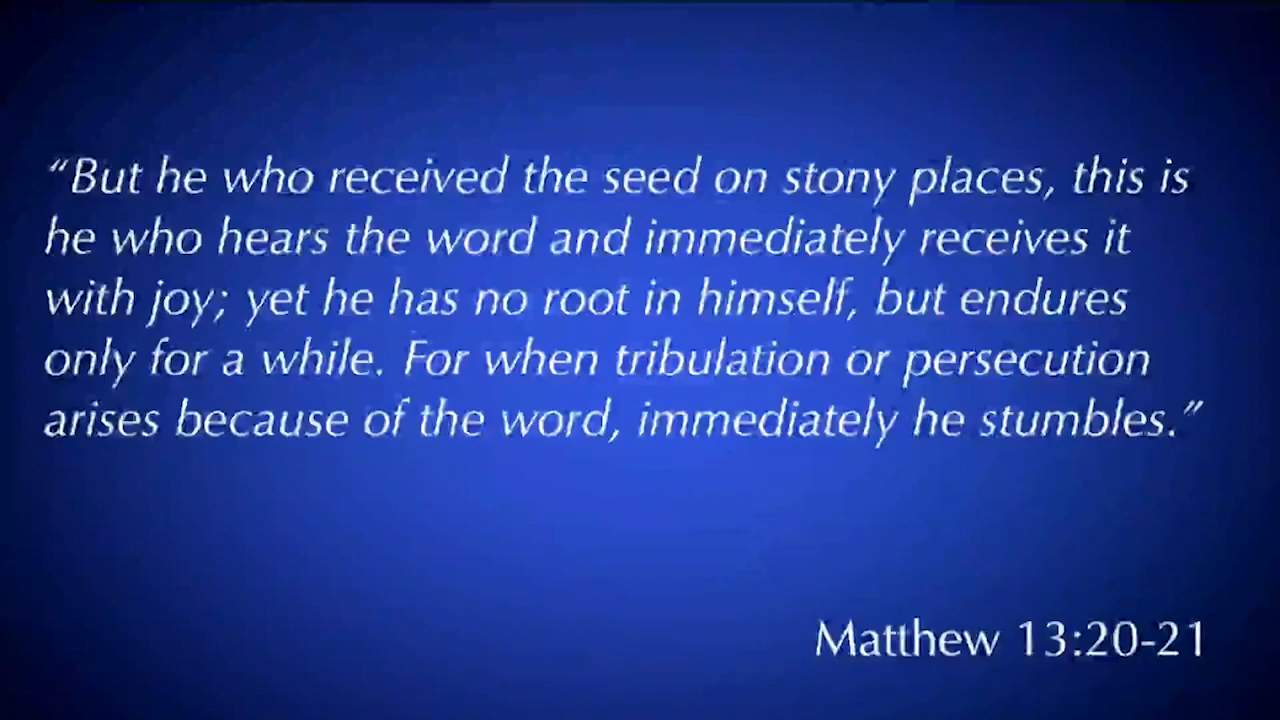 “But he who received the seed on stony places, this is
he who hears the word and immediately receives it
with joy; yet he has no root in himself, but endures
only for a while. For when tribulation or persecution
arises because of the word, immediately he stumbles.”
Matthew 13:20-21